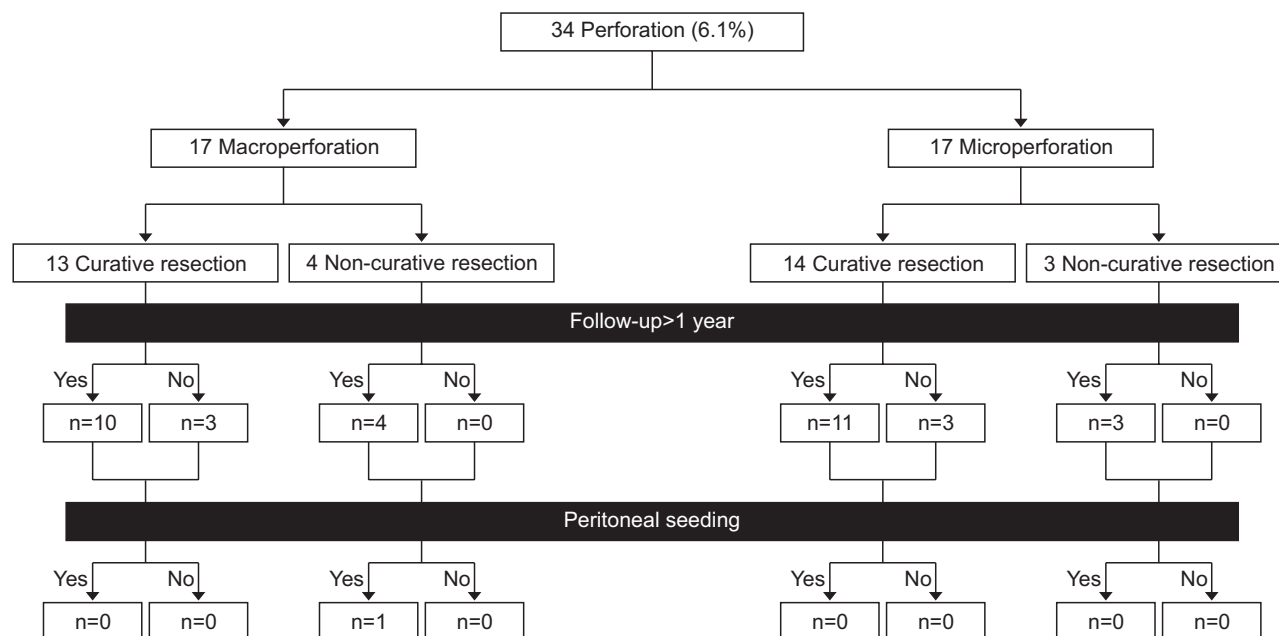 34 Perforation (6.1%)
17 Macroperforation
17 Microperforation
13 Curative resection
4 Non-curative resection
14 Curative resection
3 Non-curative resection
Follow-up>1 year
Yes No Yes No Yes No Yes No
n=10 n=3 n=4 n=0 n=11 n=3 n=3 n=0
Peritoneal seeding
Yes No Yes No Yes No Yes No
n=0 n=0 n=1 n=0 n=0 n=0 n=0 n=0